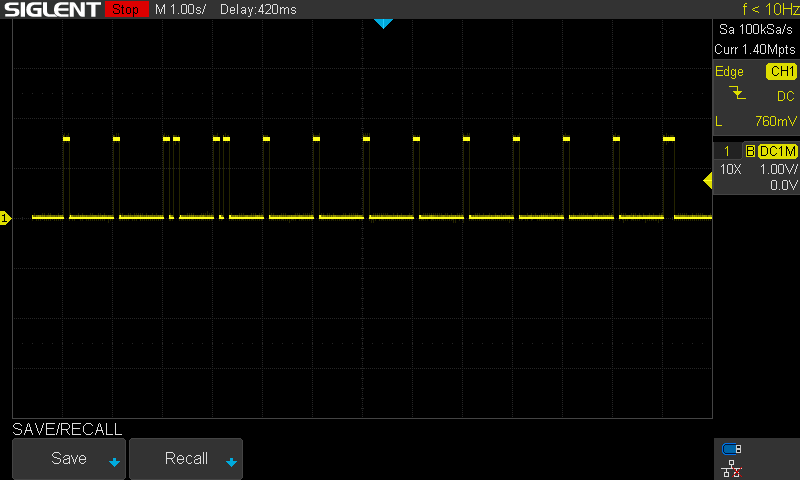 SIGLENT Stop M 1.00s/ Delay:420ms f < 10Hz
Sa 100kSa/s
Curr 1.40Mpts
Edge CH1
DC
L 760mV
1 B DC1M
10X 1.00V/
0.0V
1
SAVE/RECALL
Save Recall